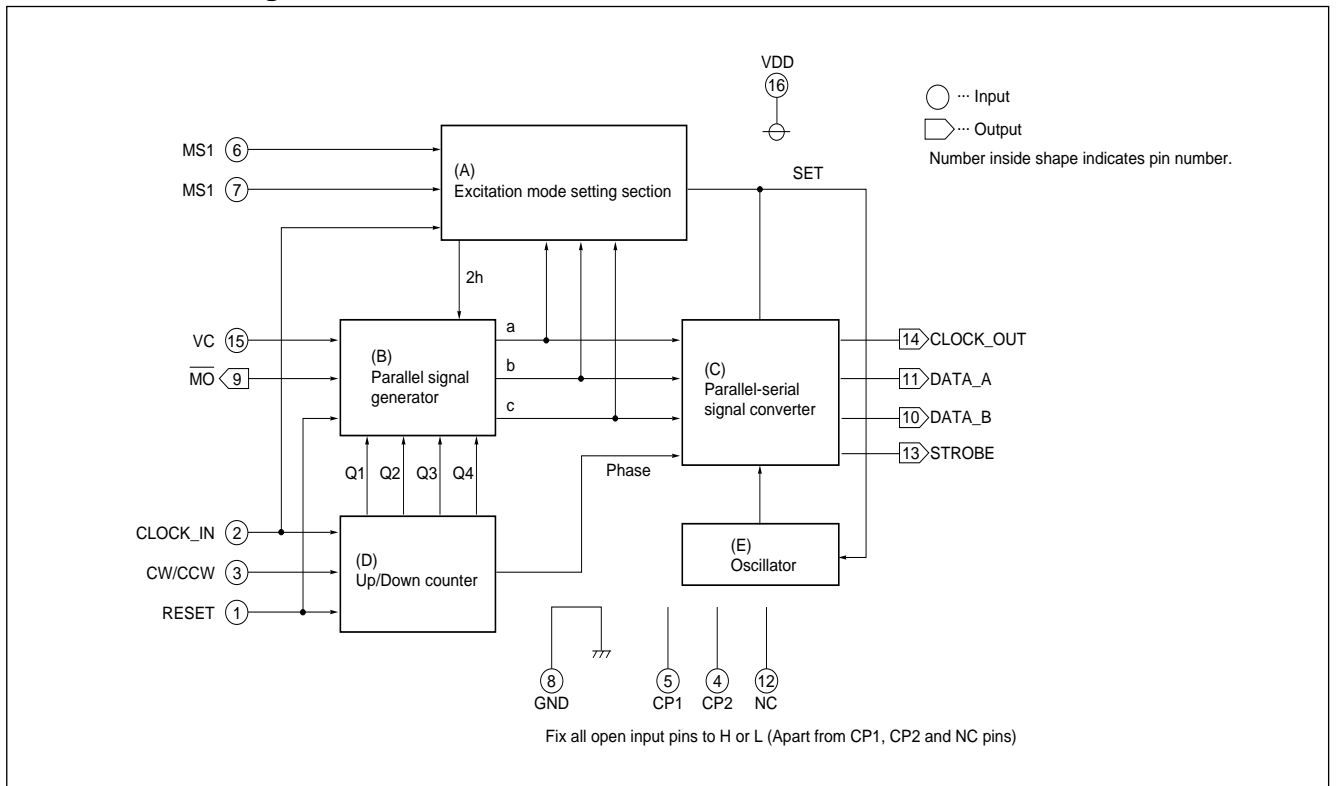 VDD
16
··· Input
··· Output
Number inside shape indicates pin number.
MS1 6
MS1 7
(A)
Excitation mode setting section
SET
2h
VC 15
MO 9
(B)
Parallel signal
generator
a
b
c
(C)
Parallel-serial
signal converter
14 CLOCK_OUT
11 DATA_A
10 DATA_B
13 STROBE
Q1 Q2 Q3 Q4
Phase
CLOCK_IN 2
CW/CCW 3
RESET 1
(D)
Up/Down counter
(E)
Oscillator
8 5 4 12
GND CP1 CP2 NC
Fix all open input pins to H or L (Apart from CP1, CP2 and NC pins)